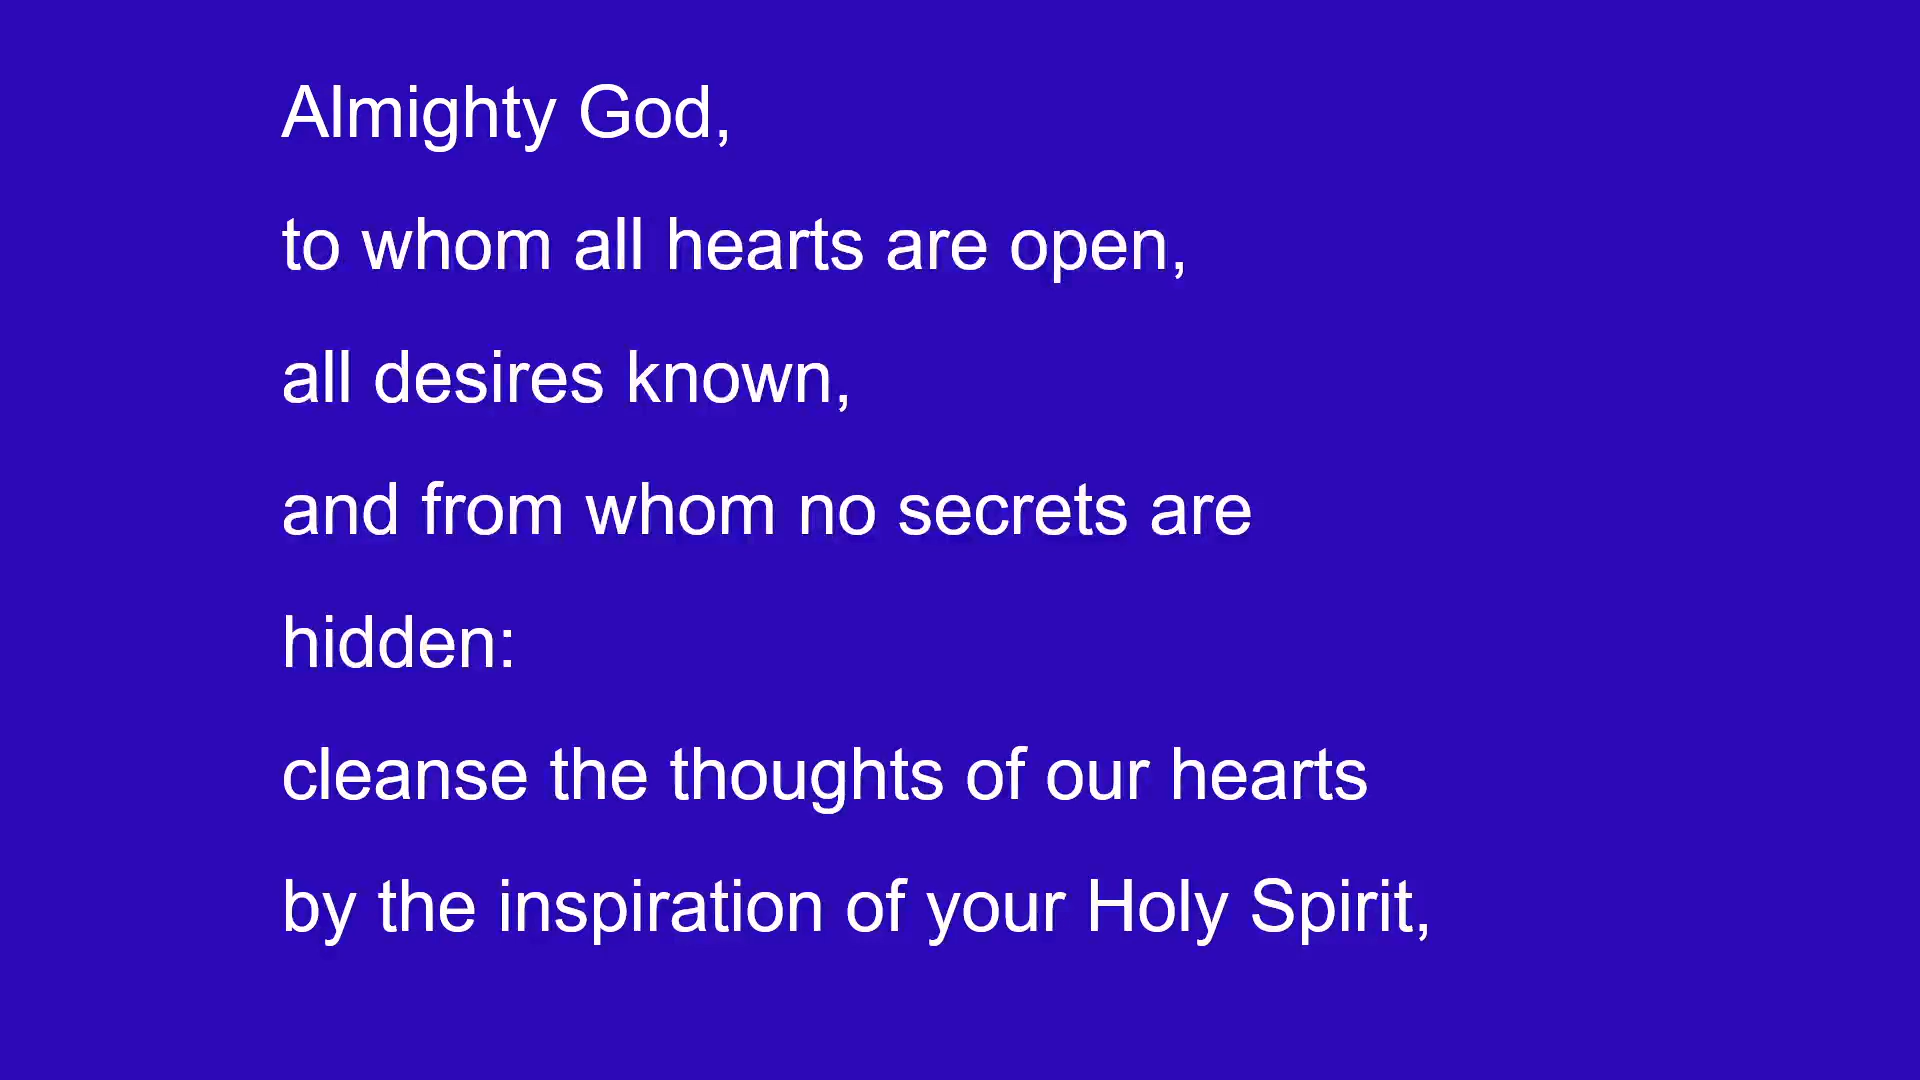 Almighty God,
to whom all hearts are open,
all desires known,
and from whom no secrets are
hidden:
cleanse the thoughts of our hearts
by the inspiration of your Holy Spirit,